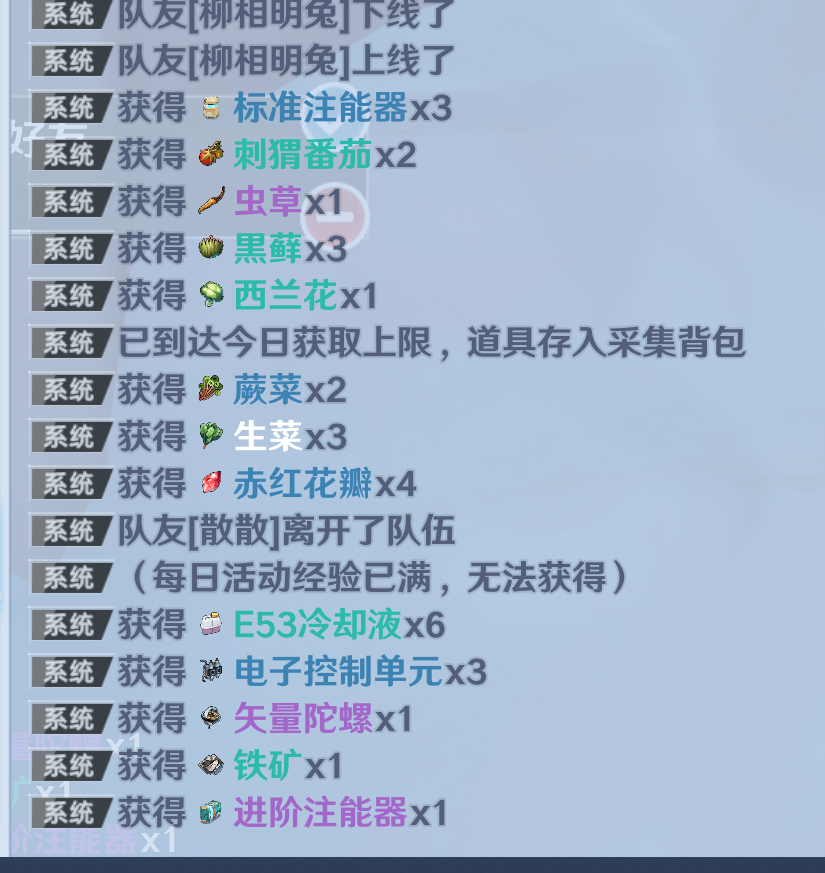 系统 队友[柳相明兔]下线了
系统 队友[柳相明兔]上线了
系统 获得 标准注能器x3
系统 获得 刺猬番茄x2
系统 获得 虫草x1
系统 获得 黑藓x3
系统 获得 西兰花x1
系统 已到达今日获取上限，道具存入采集背包
系统 获得 蕨菜x2
系统 获得 生菜x3
系统 获得 赤红花瓣x4
系统 队友[散散]离开了队伍
系统 （每日活动经验已满，无法获得）
系统 获得 E53冷却液x6
系统 获得 电子控制单元x3
系统 获得 矢量陀螺x1
系统 获得 铁矿x1
系统 获得 进阶注能器x1